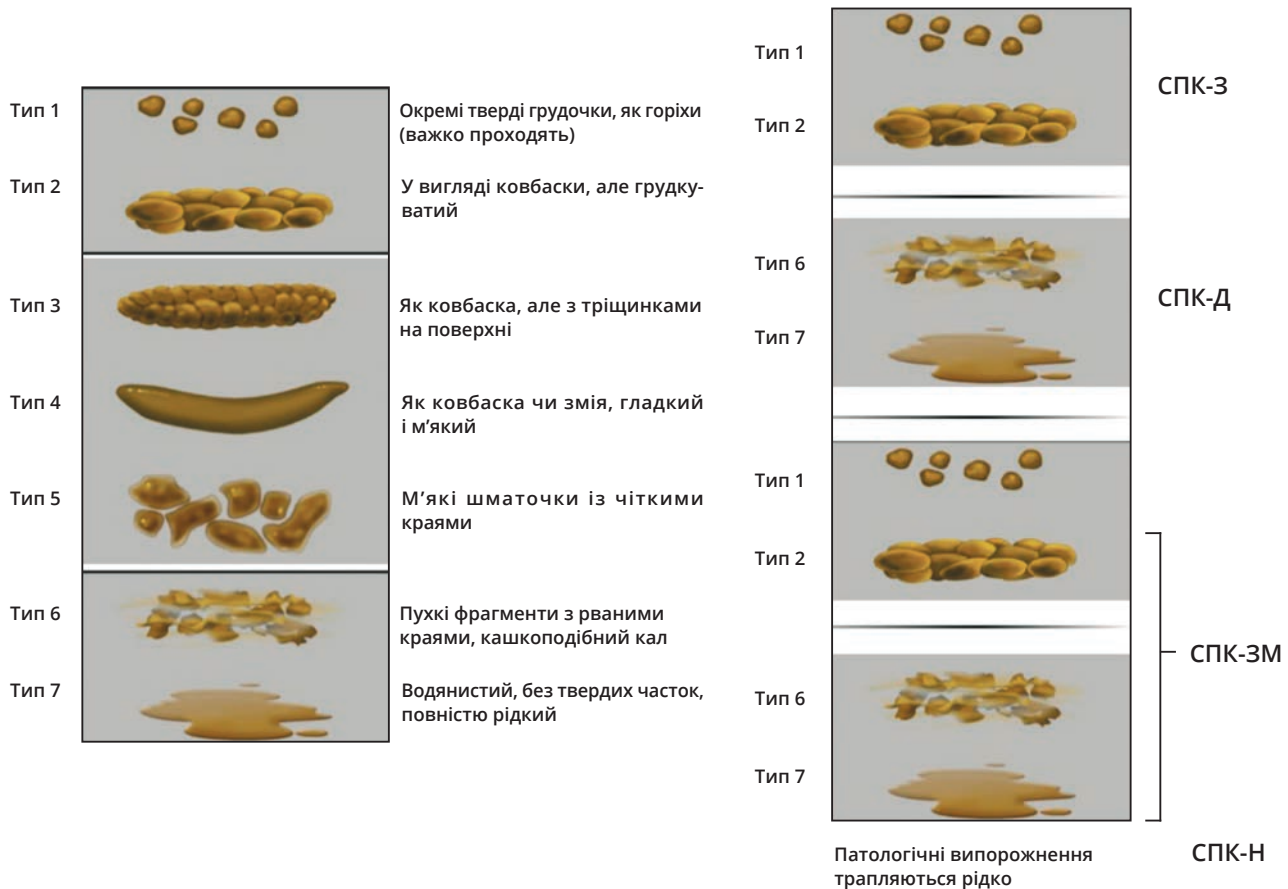 Тип 1
Окремі тверді грудочки, як горіхи
(важко проходять)
Тип 2
У вигляді ковбаски, але грудку-
ватий
Тип 3
Як ковбаска, але з тріщинками
на поверхні
Тип 4
Як ковбаска чи змія, гладкий
і м’який
Тип 5
М’які шматочки із чіткими
краями
Тип 6
Пухкі фрагменти з рваними
краями, кашкоподібний кал
Тип 7
Водянистий, без твердих часток,
повністю рідкий
Тип 1
СПК-З
Тип 2
Тип 6
СПК-Д
Тип 7
Тип 1
Тип 2
СПК-ЗМ
Тип 6
Тип 7
Патологічні випорожнення
трапляються рідко
СПК-Н